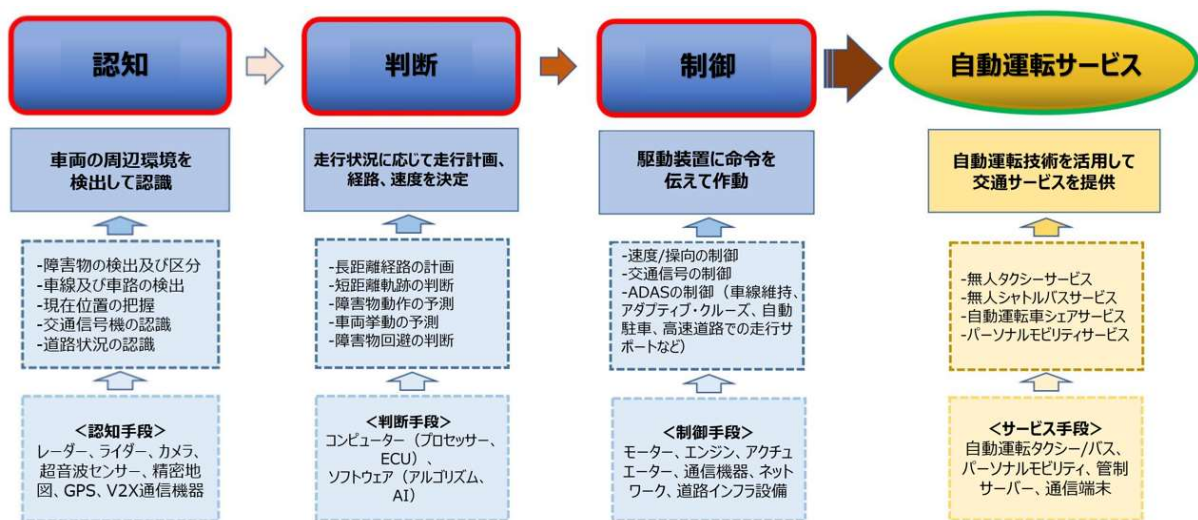 認知
判断
制御
自動運転サービス
車両の周辺環境を
検出して認識
走行状況に応じて走行計画、
経路、速度を決定
駆動装置に命令を
伝えて作動
自動運転技術を活用して
交通サービスを提供
-障害物の検出及び区分
-車線及び車路の検出
-現在位置の把握
-交通信号機の認識
-道路状況の認識
-長距離経路の計画
-短距離軌跡の判断
-障害物動作の予測
-車両挙動の予測
-障害物回避の判断
-速度/操向の制御
-交通信号の制御
-ADASの制御（車線維持、
アダプティブ・クルーズ、自動
駐車、高速道路での走行サ
ポートなど）
-無人タクシーサービス
-無人シャトルバスサービス
-自動運転車シェアサービス
-パーソナルモビリティサービス
＜認知手段＞
レーダー、ライダー、カメラ、
超音波センサー、精密地
図、GPS、V2X通信機器
＜判断手段＞
コンピューター（プロセッサー、
ECU）、
ソフトウェア（アルゴリズム、
AI）
＜制御手段＞
モーター、エンジン、アクチュ
エーター、通信機器、ネット
ワーク、道路インフラ設備
＜サービス手段＞
自動運転タクシー/バス、
パーソナルモビリティ、管制
サーバー、通信端末